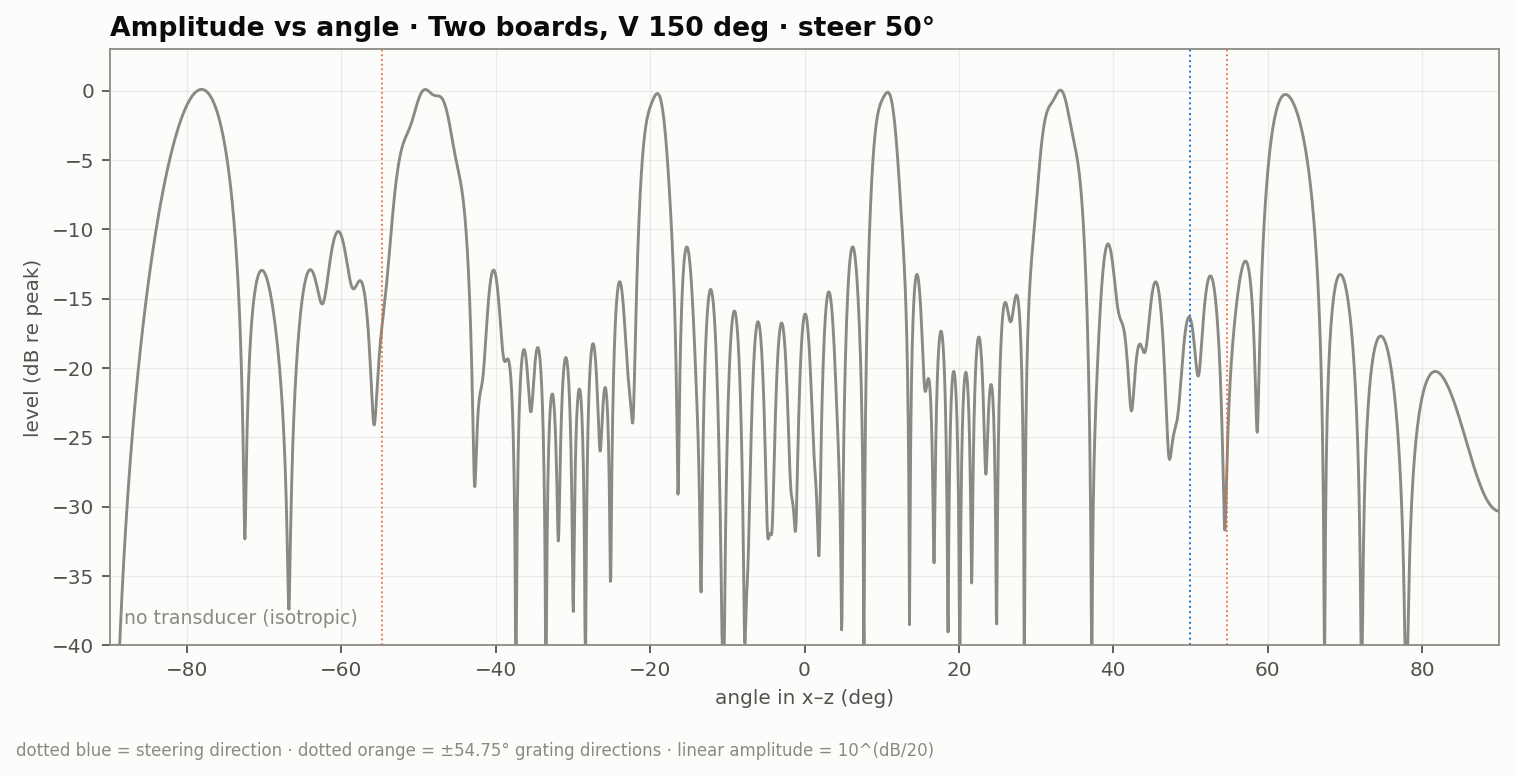 Amplitude vs angle · Two boards, V 150 deg · steer 50°
level (dB re peak)
0
−5
−10
−15
−20
−25
−30
−35
−40
no transducer (isotropic)
−80 −60 −40 −20 0 20 40 60 80
angle in x–z (deg)
dotted blue = steering direction · dotted orange = ±54.75° grating directions · linear amplitude = 10^(dB/20)